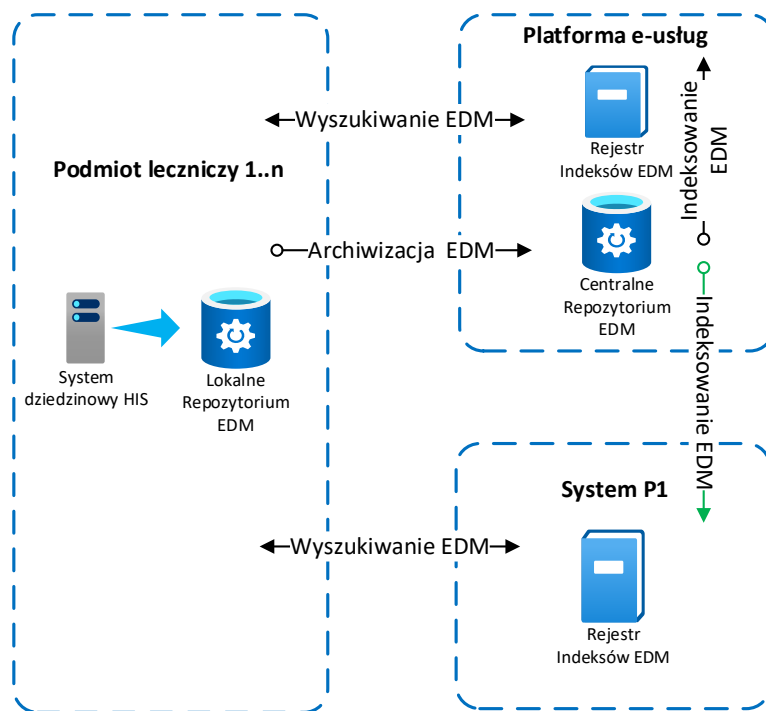 Platforma e-usług
Wyszukiwanie EDM
Rejestr
Indeksów EDM
Indeksowanie
EDM
Podmiot leczniczy 1..n
Archiwizacja EDM
Centralne
Repozytorium
EDM
System
dziedzinowy HIS
Lokalne
Repozytorium
EDM
Indeksowanie EDM
System P1
Wyszukiwanie EDM
Rejestr
Indeksów EDM